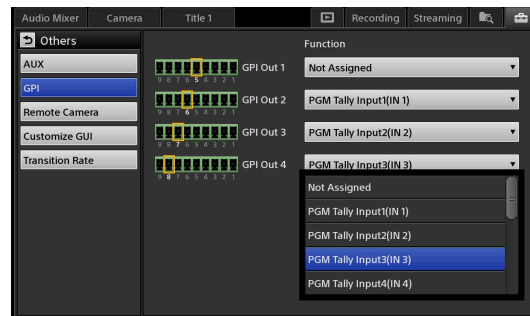 Audio Mixer Camera Title 1 Recording Streaming
Others
Function
AUX
GPI
Remote Camera
Customize GUI
Transition Rate
9 8 7 6 5 4 3 2 1 GPI Out 1 Not Assigned
9 8 7 6 5 4 3 2 1 GPI Out 2 PGM Tally Input1(IN 1)
9 8 7 6 5 4 3 2 1 GPI Out 3 PGM Tally Input2(IN 2)
9 8 7 6 5 4 3 2 1 GPI Out 4 PGM Tally Input3(IN 3)
Not Assigned
PGM Tally Input1(IN 1)
PGM Tally Input2(IN 2)
PGM Tally Input3(IN 3)
PGM Tally Input4(IN 4)